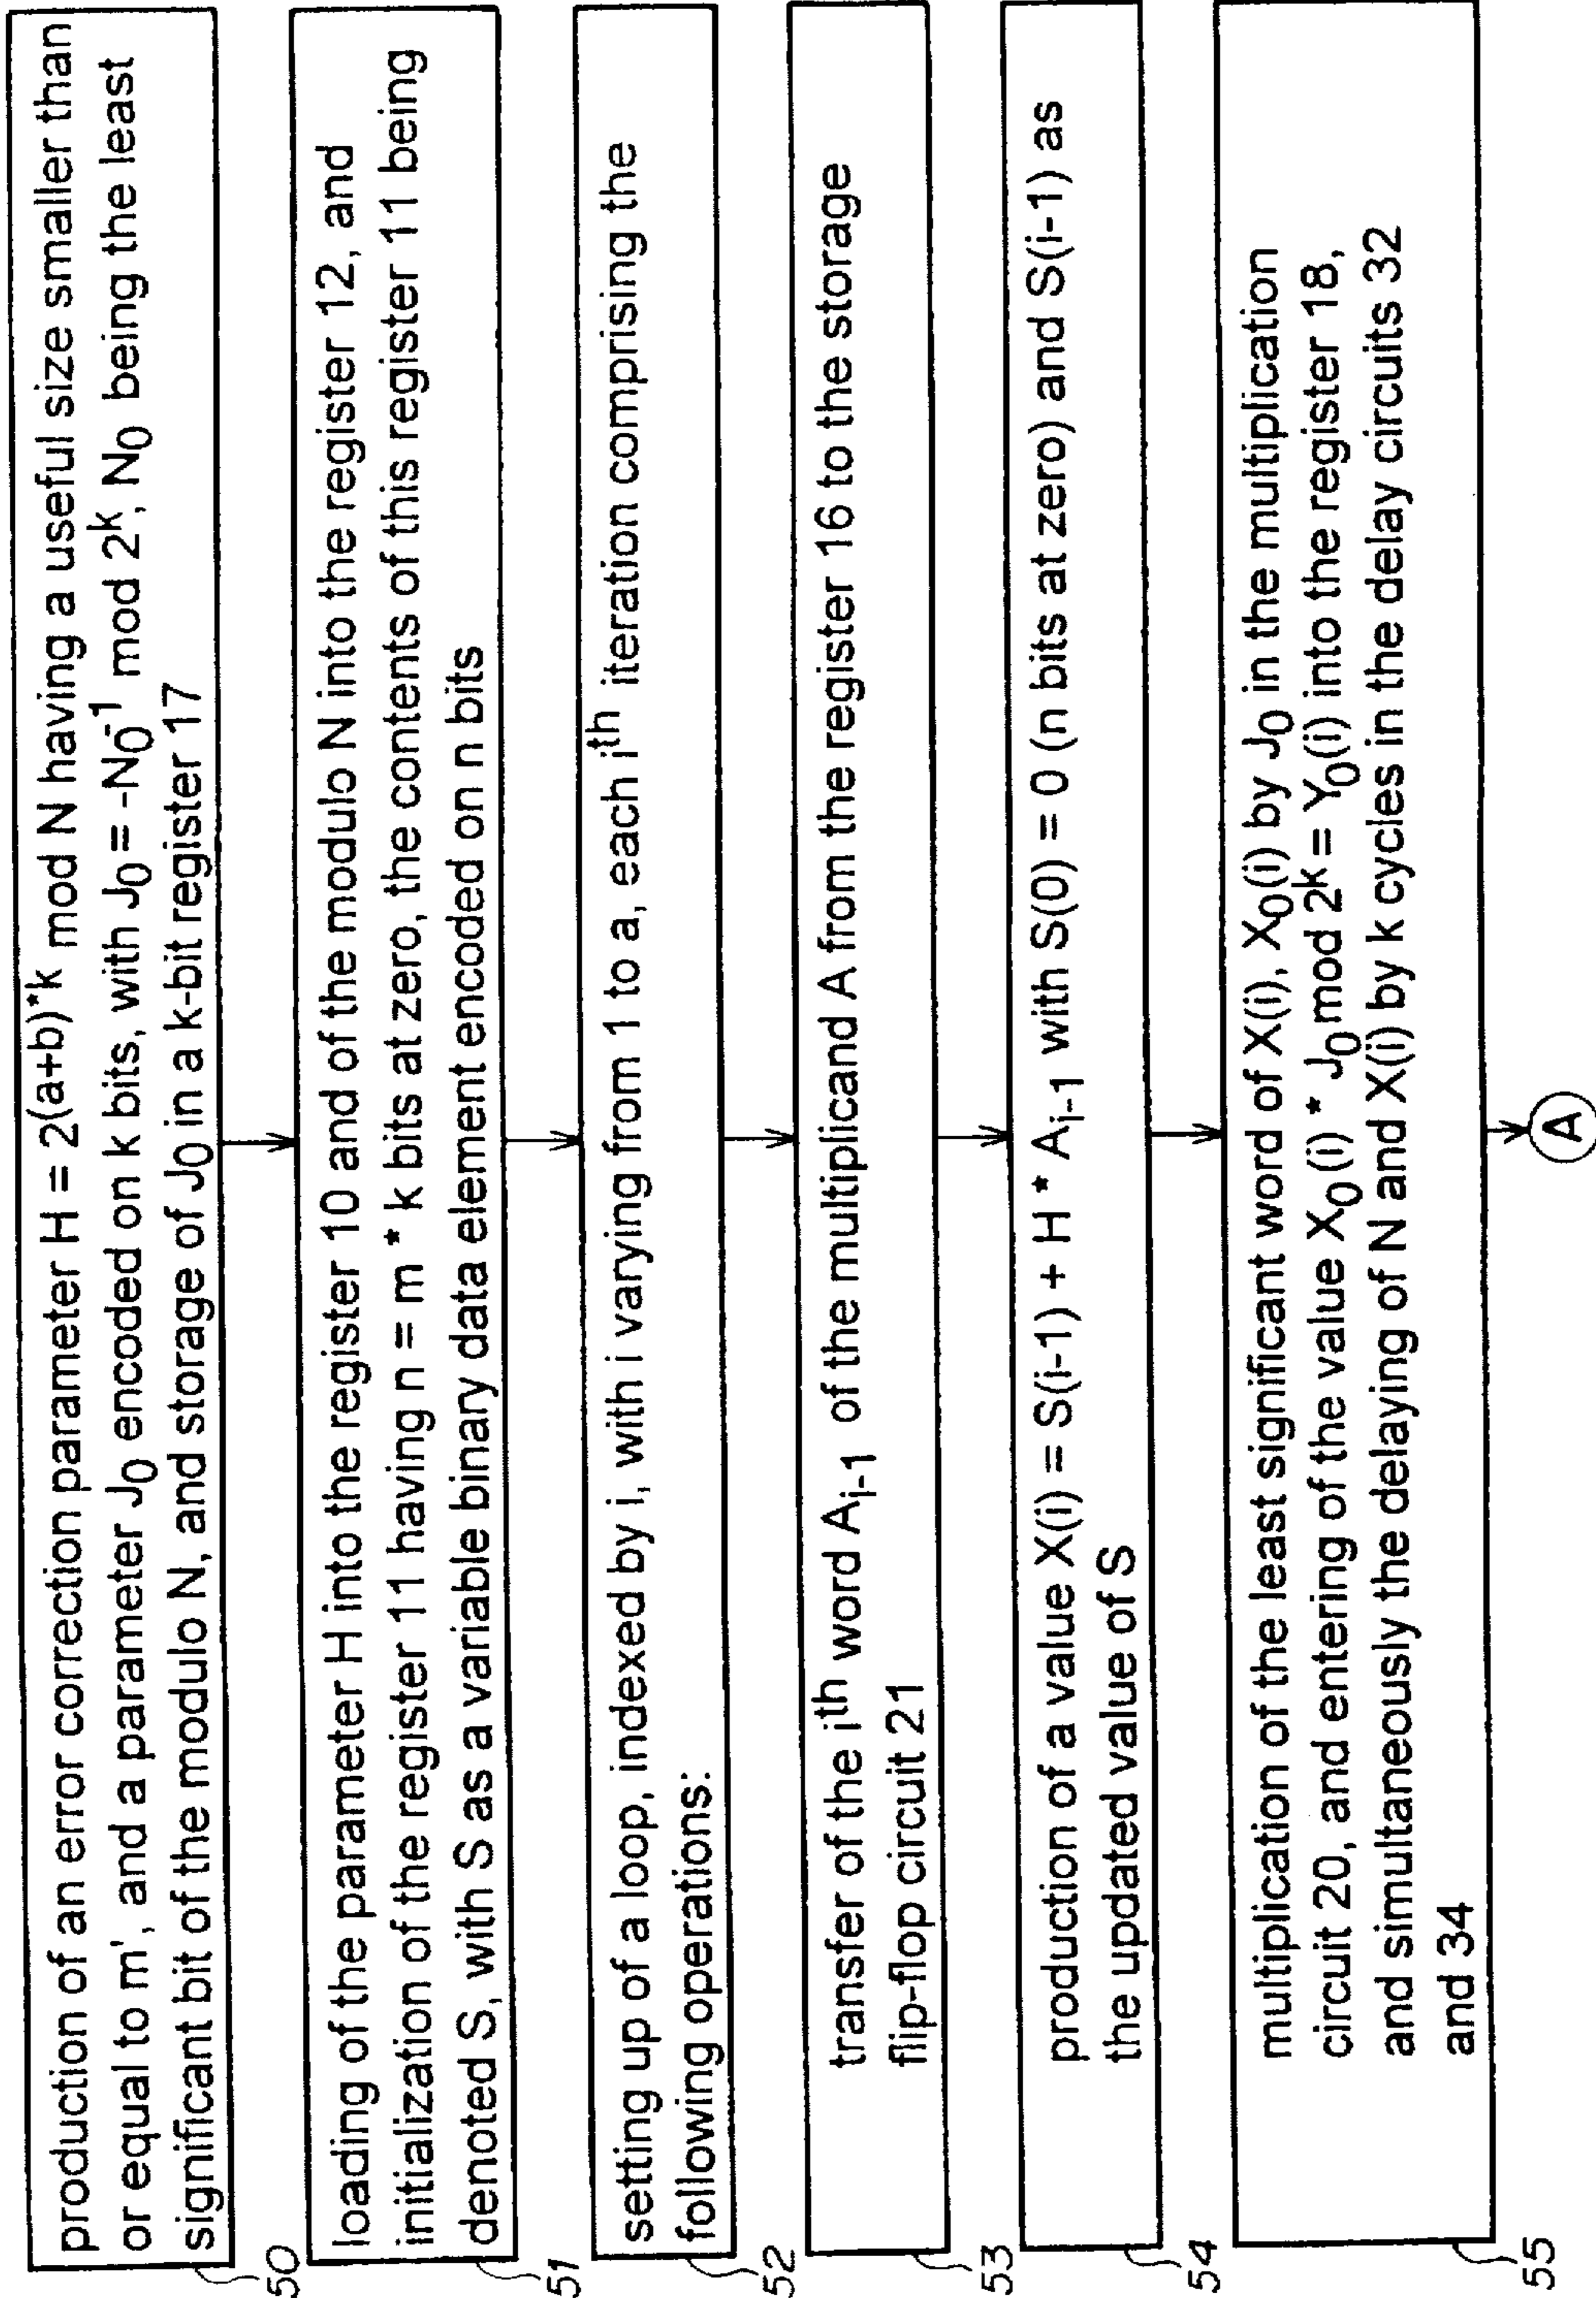 production of an error correction parameter H = 2(a+b)*k mod N having a useful size smaller than
or equal to m', and a parameter J0 encoded on k bits, with J0 = -N0-1 mod 2k, N0 being the least
significant bit of the modulo N, and storage of J0 in a k-bit register 17
50
loading of the parameter H into the register 10 and of the modulo N into the register 12, and
initialization of the register 11 having n = m * k bits at zero, the contents of this register 11 being
denoted S, with S as a variable binary data element encoded on n bits
51
setting up of a loop, indexed by i, with i varying from 1 to a, each ith iteration comprising the
following operations:
52
transfer of the ith word Ai-1 of the multiplicand A from the register 16 to the storage
flip-flop circuit 21
53
production of a value X(i) = S(i-1) + H * Ai-1 with S(0) = 0 (n bits at zero) and S(i-1) as
the updated value of S
54
multiplication of the least significant word of X(i), X0(i) by J0 in the multiplication
circuit 20, and entering of the value X0(i) * J0 mod 2k = Y0(i) into the register 18,
and simultaneously the delaying of N and X(i) by k cycles in the delay circuits 32
and 34
55
A